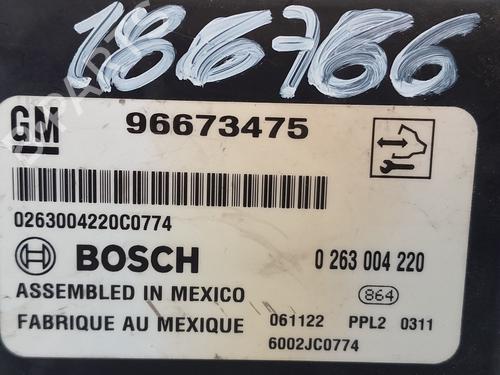 186766
GM 96673475
0263004220C0774
BOSCH 0 263 004 220
ASSEMBLED IN MEXICO 864
FABRIQUE AU MEXIQUE 061122 PPL2 0311
6002JC0774